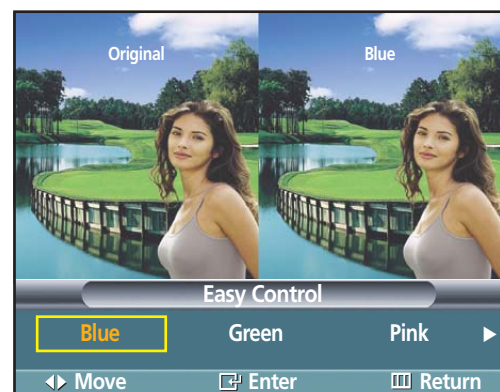 Original Blue
Easy Control
Blue Green Pink
Move Enter Return